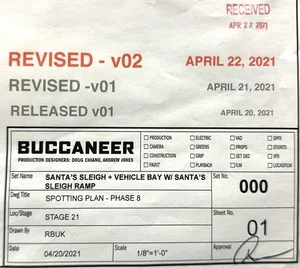 RECEIVED
APR 22 2021
REVISED - v02 APRIL 22, 2021
REVISED -v01 APRIL 21, 2021
RELEASED v01 APRIL 20, 2021
BUCCANEER
PRODUCTION DESIGNERS: DOUG CHIANG, ANDREW JONES
PRODUCTION ELECTRIC VAD SPFX
CAMERA GREENS PROPS STUNTS
CONSTRUCTION GRIP SET DEC VFX
PAINT PLAYBACK ILM LUCASFILM
Set Name SANTA'S SLEIGH + VEHICLE BAY W/ SANTA'S SLEIGH RAMP Set No. 000
Dwg Title SPOTTING PLAN - PHASE 8
Loc/Stage STAGE 21 Sheet No. 01
Drawn By RBUK
Date 04/20/2021 Scale 1/8"=1'-0" Approval